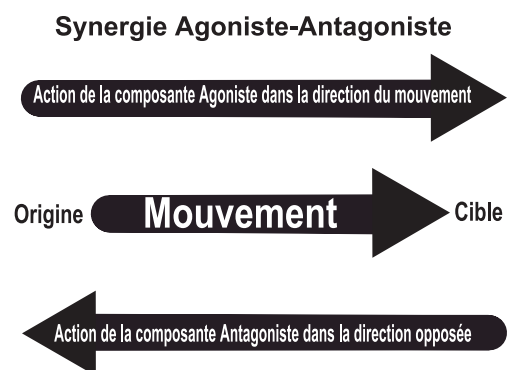 Synergie Agoniste-Antagoniste
Action de la composante Agoniste dans la direction du mouvement
Origine Mouvement Cible
Action de la composante Antagoniste dans la direction opposée